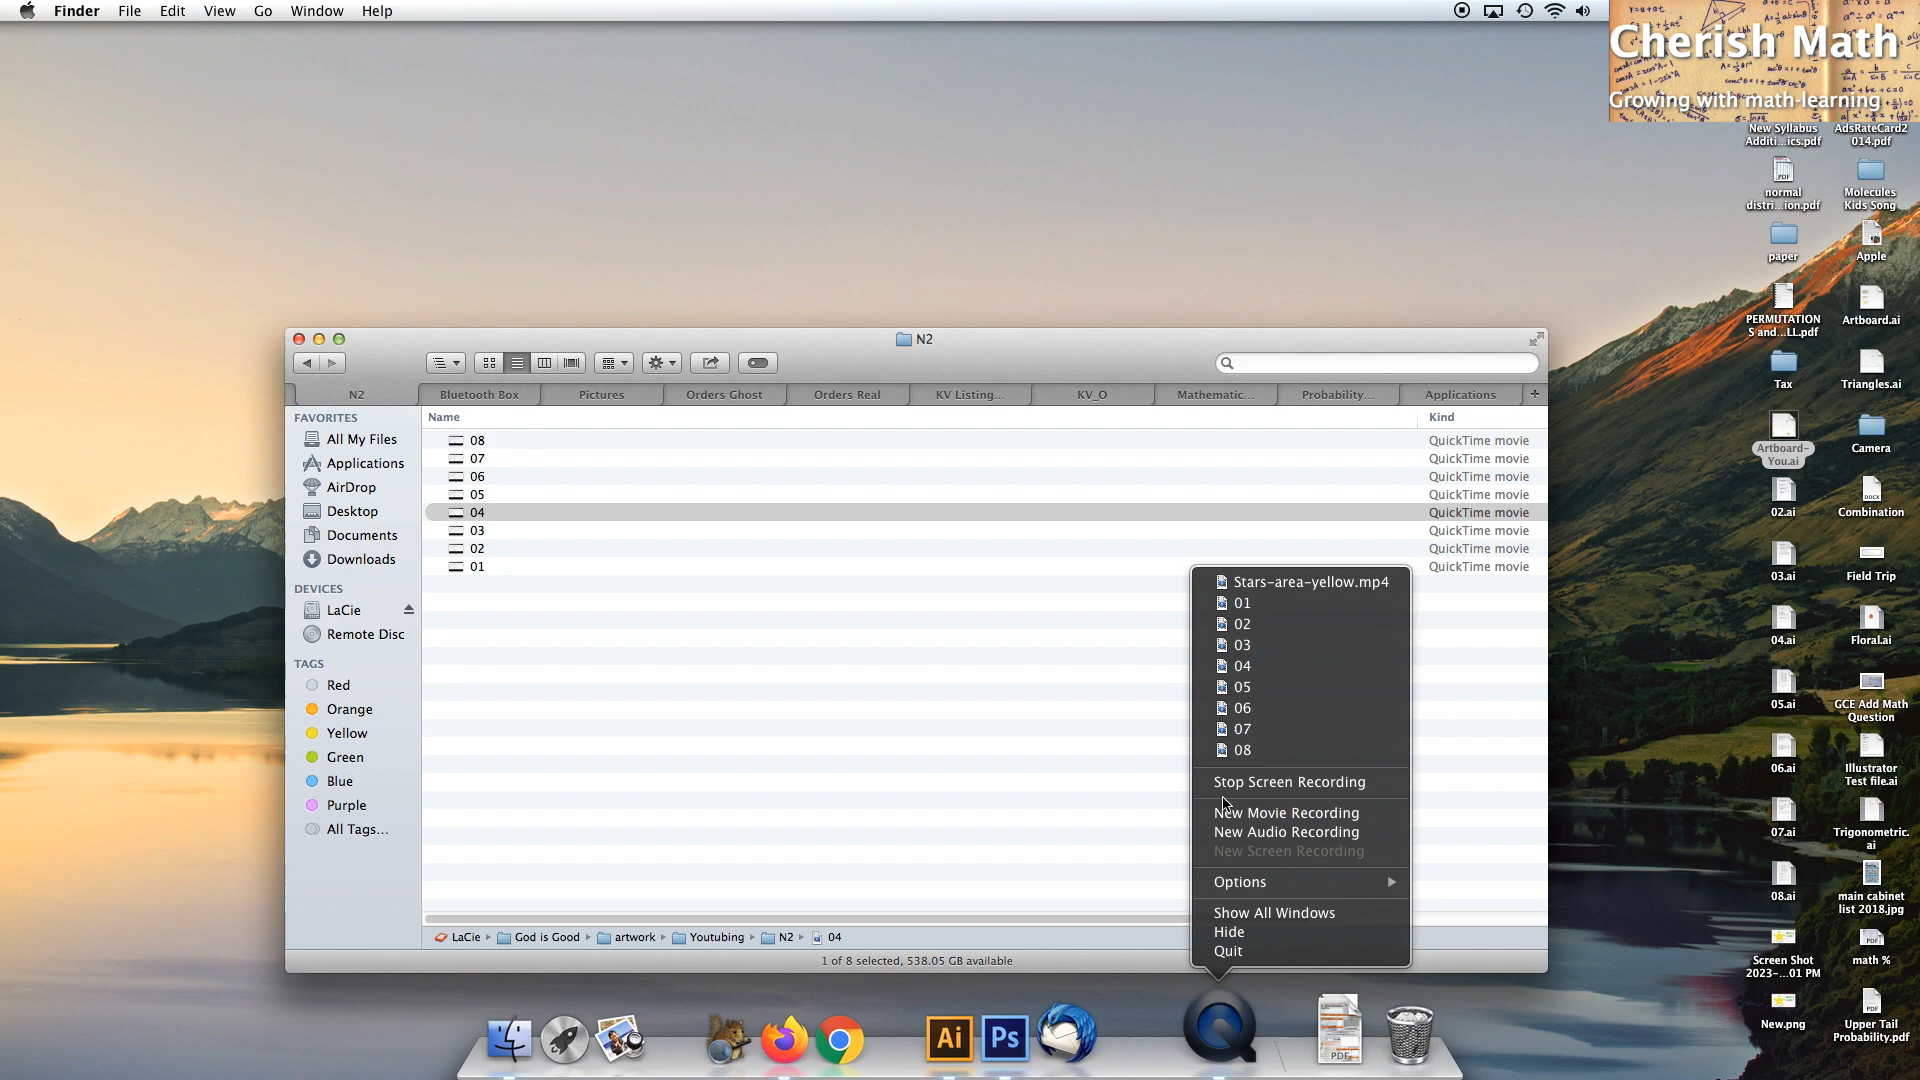 Finder File Edit View Go Window Help
Cherish Math
Growing with math-learning
New Syllabus
Additi...ics.pdf
AdsRateCard2
014.pdf
normal
distri...ion.pdf
Molecules
Kids Song
paper
Apple
PERMUTATION
S and...LL.pdf
Artboard.ai
Tax
Triangles.ai
Artboard-
You.ai
Camera
02.ai
Combination
03.ai
Field Trip
04.ai
Floral.ai
05.ai
GCE Add Math
Question
06.ai
Illustrator
Test file.ai
07.ai
Trigonometric.
ai
08.ai
main cabinet
list 2018.jpg
Screen Shot
2023-...01 PM
math %
New.png
Upper Tail
Probability.pdf
N2
N2 Bluetooth Box Pictures Orders Ghost Orders Real KV Listing... KV_O Mathematic... Probability... Applications +
FAVORITES
All My Files
Applications
AirDrop
Desktop
Documents
Downloads
DEVICES
LaCie
Remote Disc
TAGS
Red
Orange
Yellow
Green
Blue
Purple
All Tags...
Name Kind
08 QuickTime movie
07 QuickTime movie
06 QuickTime movie
05 QuickTime movie
04 QuickTime movie
03 QuickTime movie
02 QuickTime movie
01 QuickTime movie
Stars-area-yellow.mp4
01
02
03
04
05
06
07
08
Stop Screen Recording
New Movie Recording
New Audio Recording
New Screen Recording
Options
Show All Windows
Hide
Quit
LaCie God is Good artwork Youtubing N2 04
1 of 8 selected, 538.05 GB available
Ai
Ps
PDF